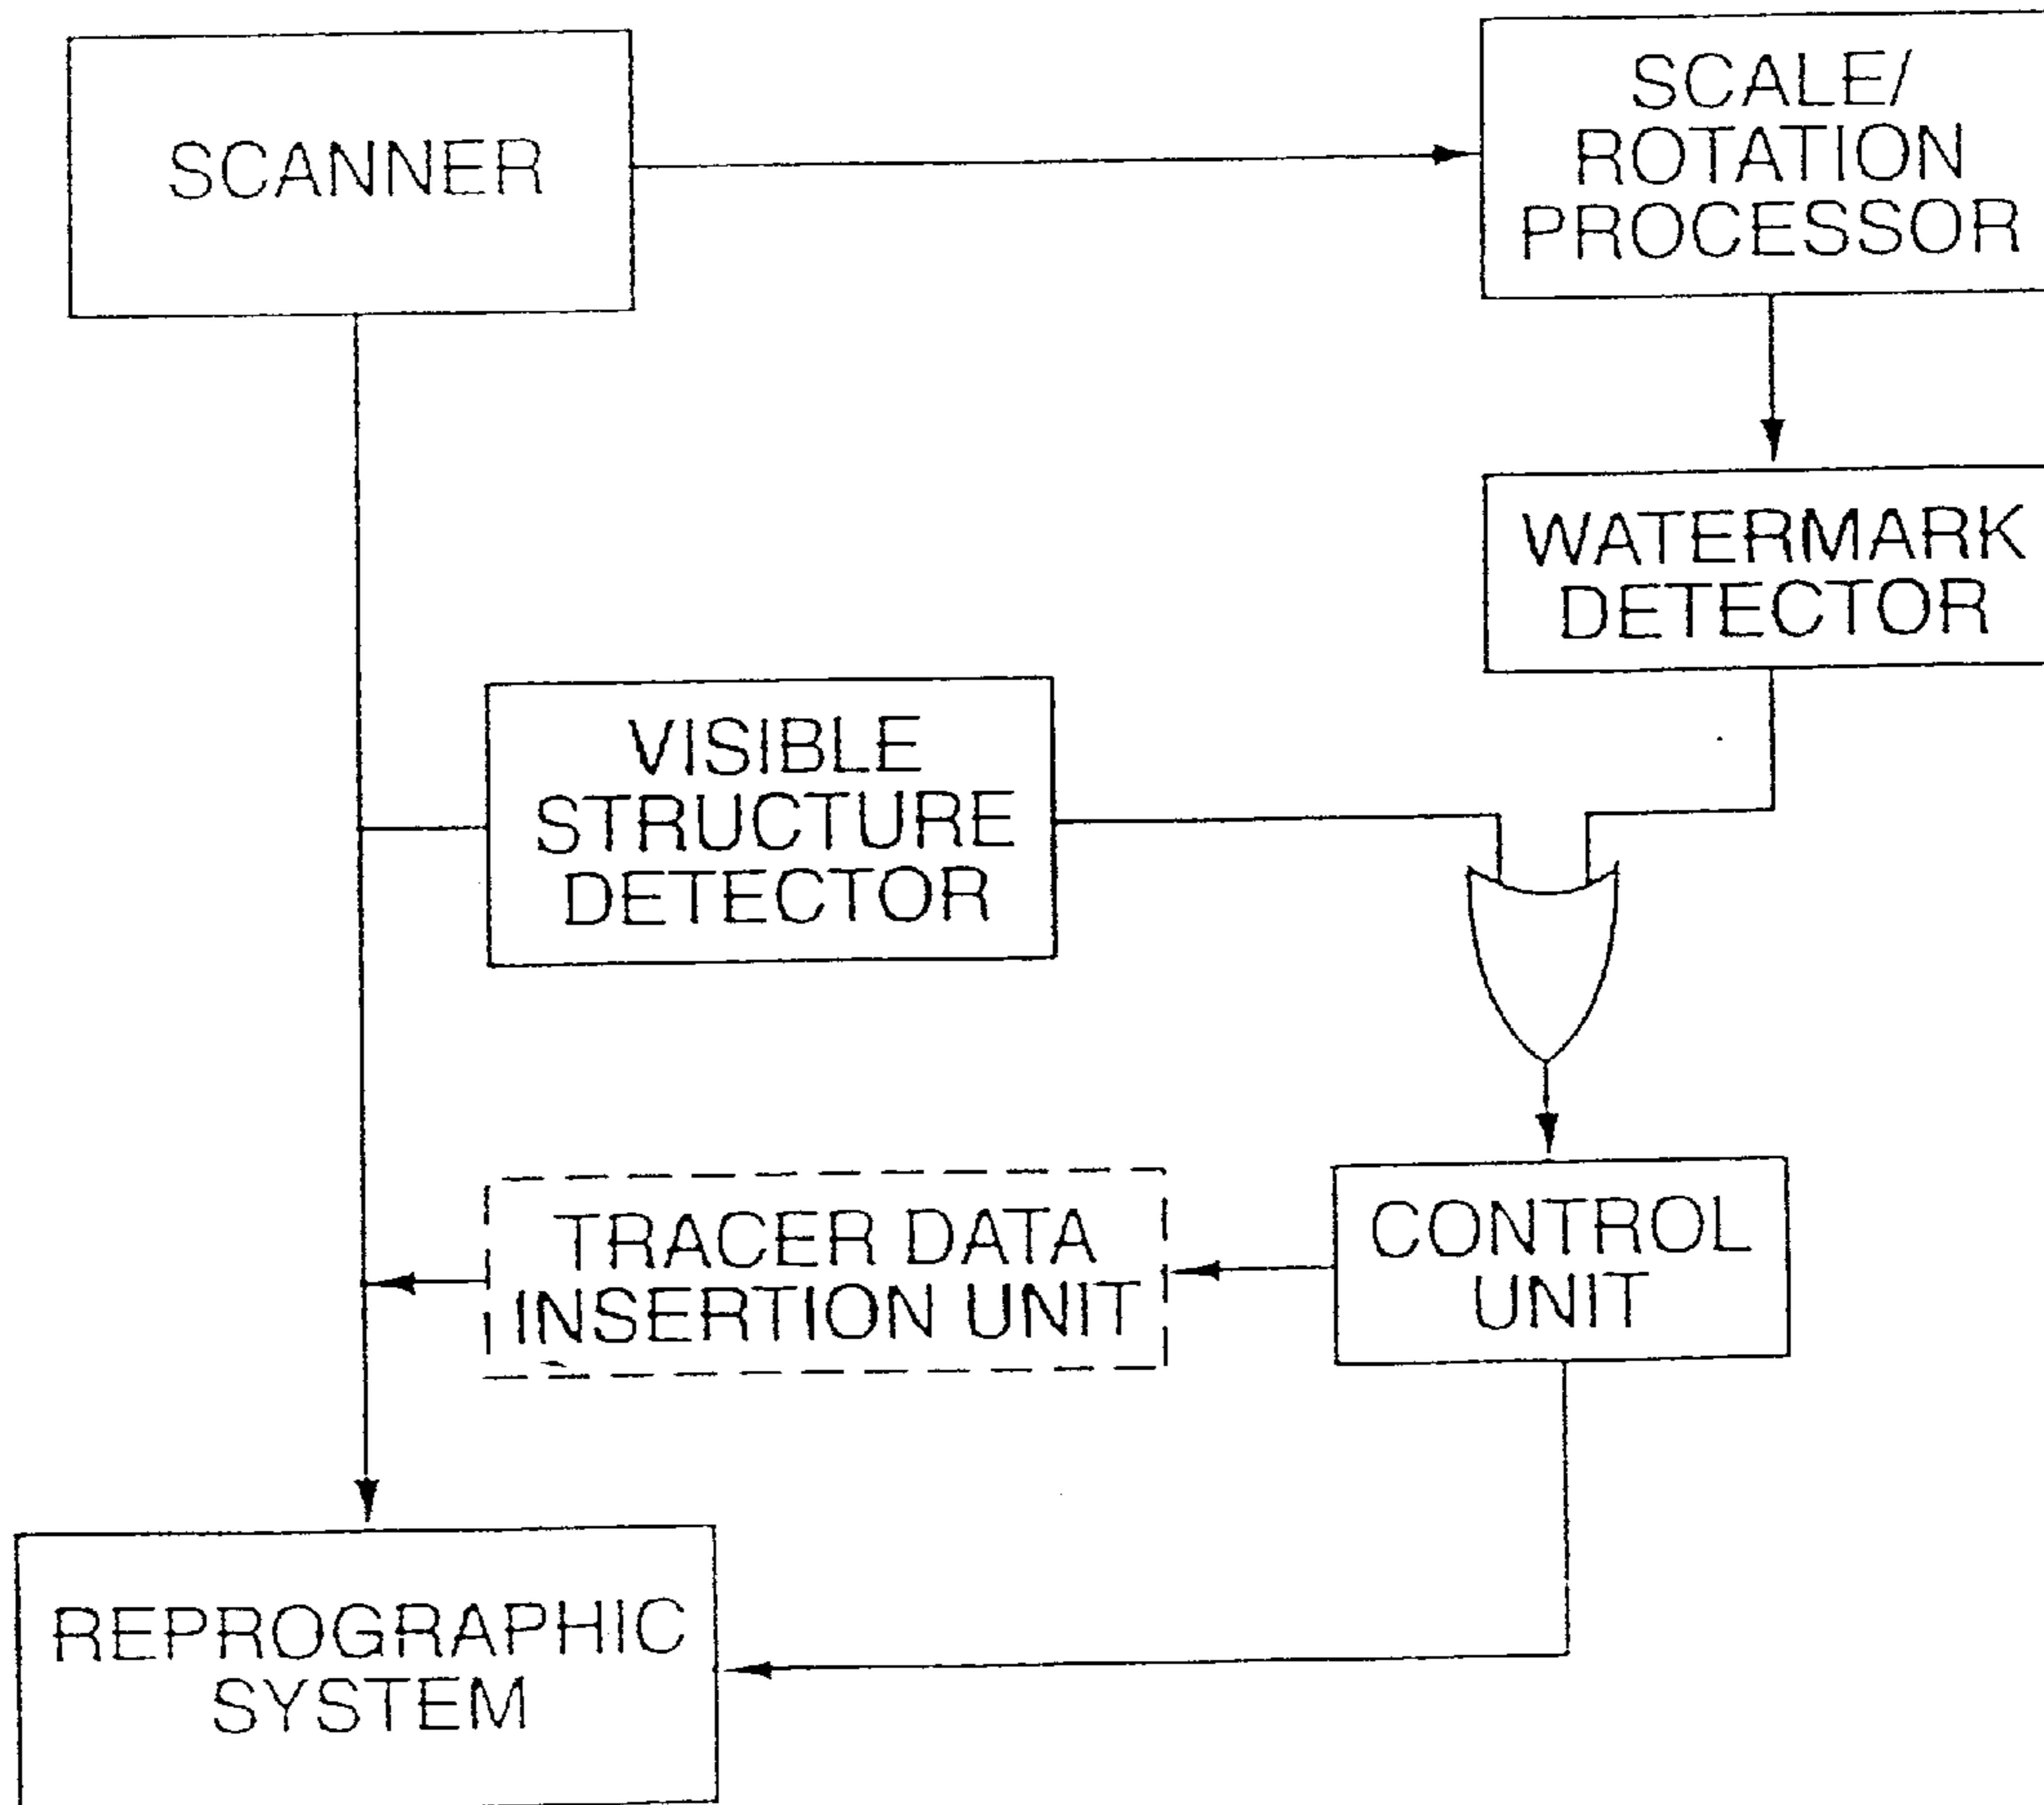 SCANNER
SCALE/
ROTATION
PROCESSOR
WATERMARK
DETECTOR
VISIBLE
STRUCTURE
DETECTOR
TRACER DATA
INSERTION UNIT
CONTROL
UNIT
REPROGRAPHIC
SYSTEM